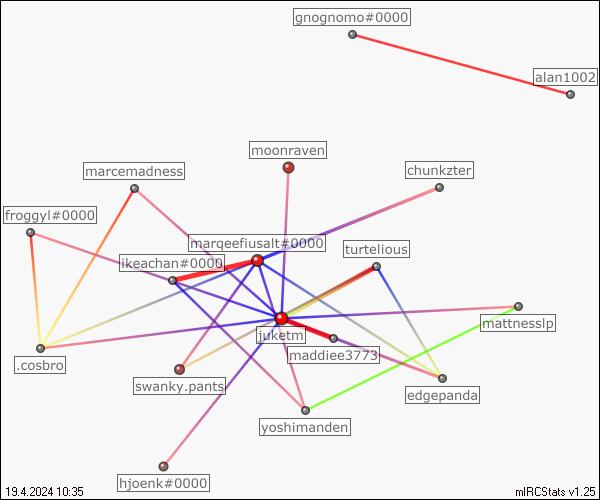 gnognomo#0000
alan1002
moonraven
marcemadness
chunkzter
froggyl#0000
marqeefiusalt#0000
turtelious
ikeachan#0000
mattnesslp
juketm
maddiee3773
.cosbro
swanky.pants
edgepanda
yoshimanden
hjoenk#0000
19.4.2024 10:35
mIRCStats v1.25